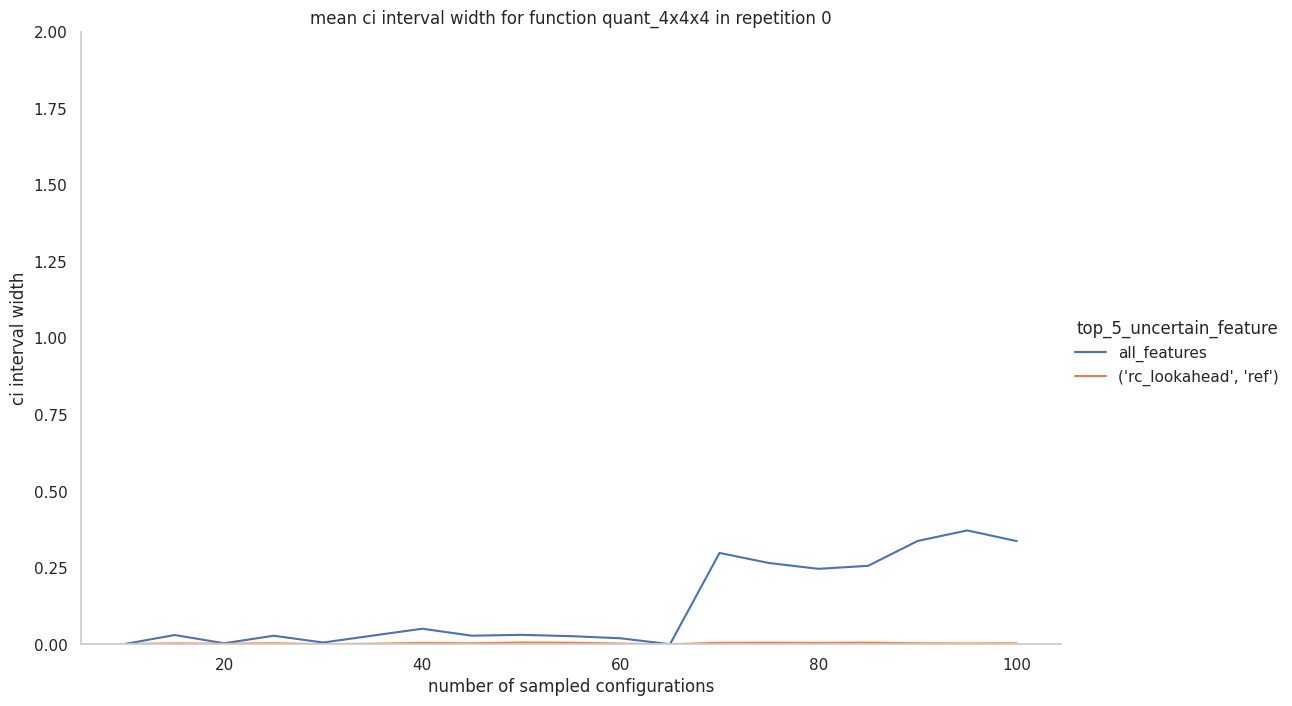 mean ci interval width for function quant_4x4x4 in repetition 0
2.00
1.75
1.50
1.25
1.00
0.75
0.50
0.25
0.00
ci interval width
20
40
60
80
100
number of sampled configurations
top_5_uncertain_feature
all_features
('rc_lookahead', 'ref')